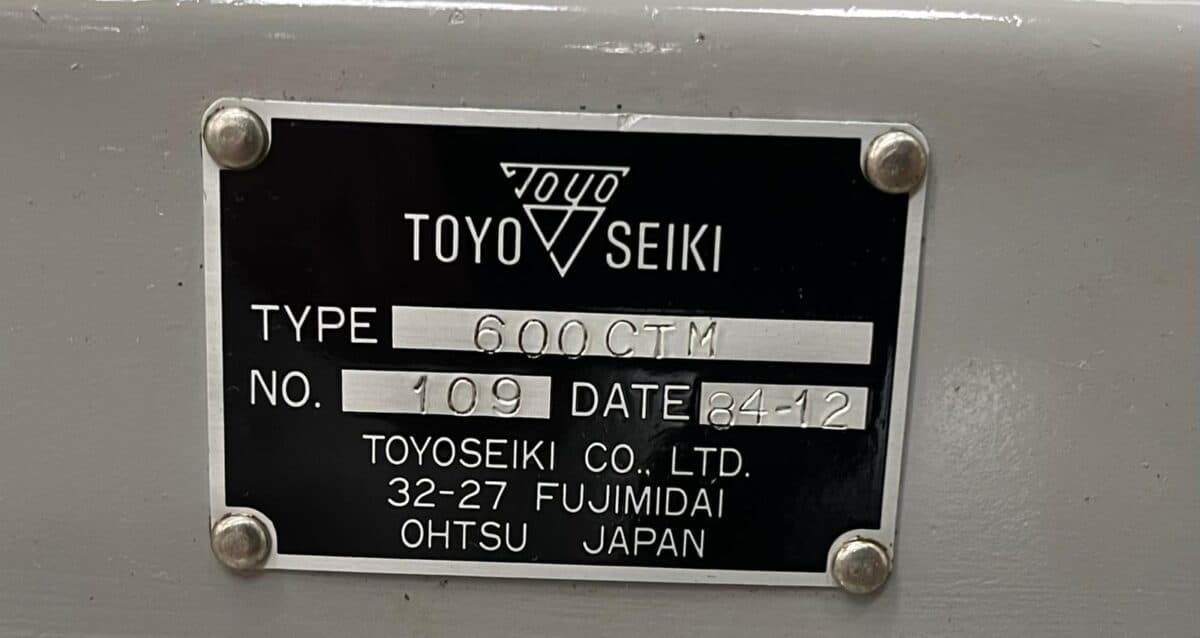 Toyo
TOYO SEIKI
TYPE 600CTM
NO. 109 DATE 84-12
TOYOSEIKI CO., LTD.
32-27 FUJIMIDAI
OHTSU JAPAN